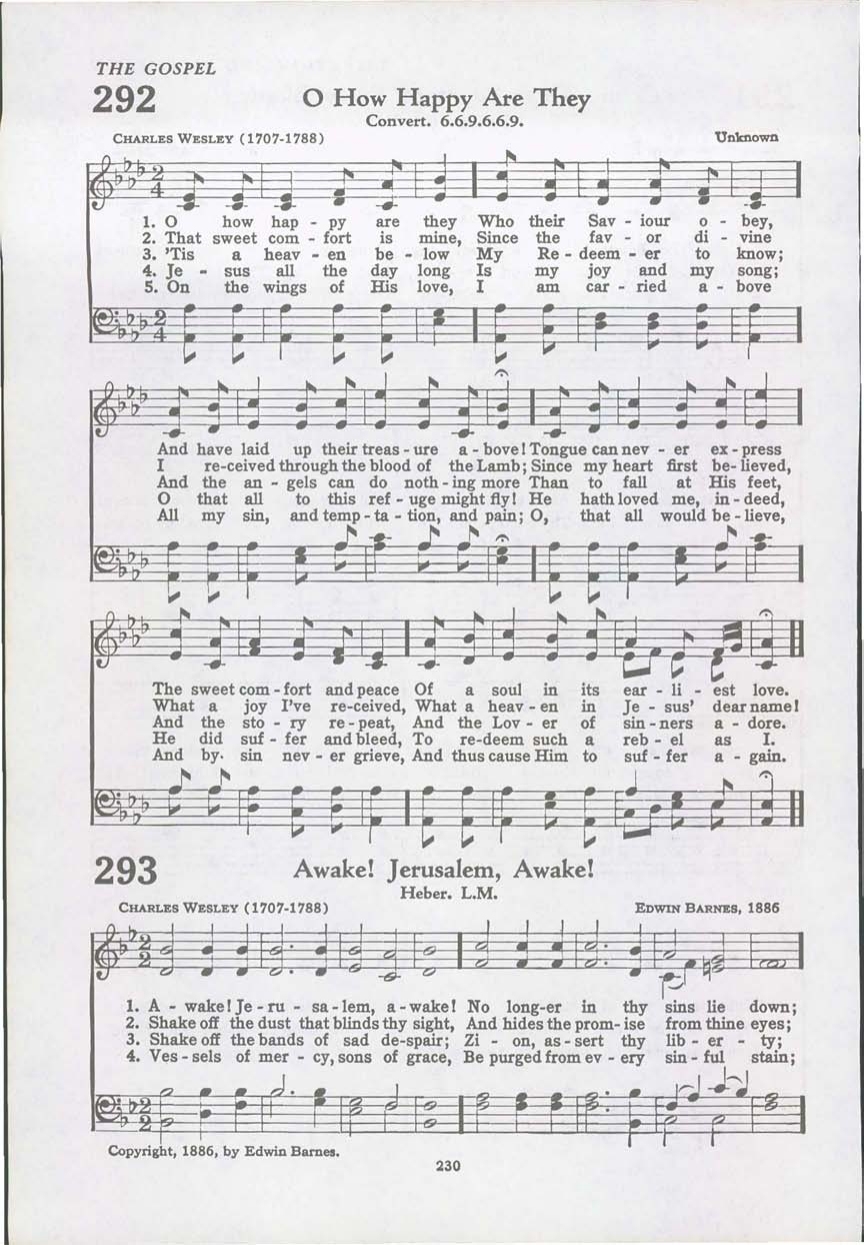 THE GOSPEL
292
O How Happy Are They
Convert. 6.6.9.6.6.9.
CHARLES WESLEY (1707-1788) Unknown
1. O how hap - py are they Who their Sav - iour o - bey,
2. That sweet com - fort is mine, Since the fav - or di - vine
3. 'Tis a heav - en be - low My Re - deem - er to know;
4. Je - sus all the day long Is my joy and my song;
5. On the wings of His love, I am car - ried a - bove
And have laid up their treas - ure a - bove! Tongue can nev - er ex - press
I re-ceived through the blood of the Lamb; Since my heart first be - lieved,
And the an - gels can do noth - ing more Than to fall at His feet,
O that all to this ref - uge might fly! He hath loved me, in - deed,
All my sin, and temp - ta - tion, and pain; O, that all would be - lieve,
The sweet com - fort and peace Of a soul in its ear - li - est love.
What a joy I've re-ceived, What a heav - en in Je - sus' dear name!
And the sto - ry re - peat, And the Lov - er of sin - ners a - dore.
He did suf - fer and bleed, To re-deem such a reb - el as I.
And by. sin nev - er grieve, And thus cause Him to suf - fer a - gain.
293
Awake! Jerusalem, Awake!
Heber. L.M.
CHARLES WESLEY (1707-1788) EDWIN BARNES, 1886
1. A - wake! Je - ru - sa - lem, a - wake! No long-er in thy sins lie down;
2. Shake off the dust that blinds thy sight, And hides the prom - ise from thine eyes;
3. Shake off the bands of sad de-spair; Zi - on, as - sert thy lib - er - ty;
4. Ves - sels of mer - cy, sons of grace, Be purged from ev - ery sin - ful stain;
Copyright, 1886, by Edwin Barnes.
230